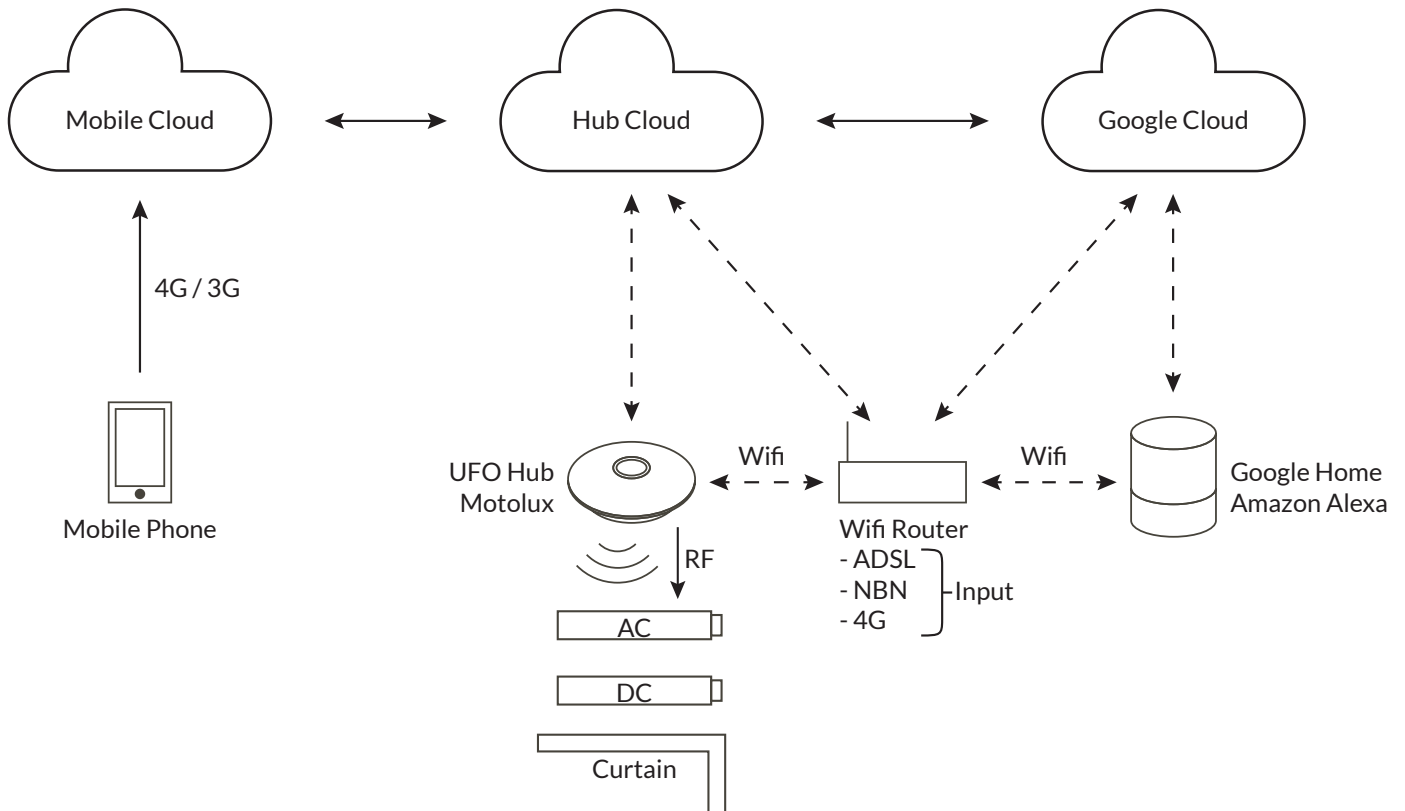 Mobile Cloud
Hub Cloud
Google Cloud
4G / 3G
Mobile Phone
UFO Hub
Motolux
Wifi
Wifi
Google Home
Amazon Alexa
Wifi Router
- ADSL
- NBN
- 4G
Input
RF
AC
DC
Curtain